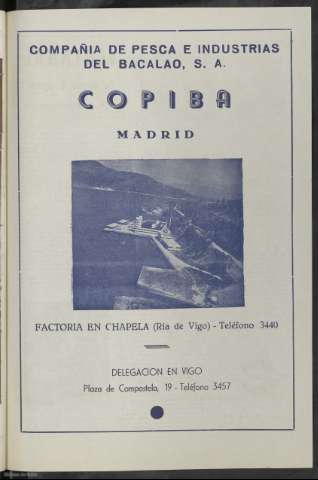 COMPAÑIA DE PESCA E INDUSTRIAS
DEL BACALAO, S. A.
COPIBA
MADRID
FACTORIA EN CHAPELA (Ría de Vigo) - Teléfono 3440
DELEGACION EN VIGO
Plaza de Compostela, 19 - Teléfono 3457